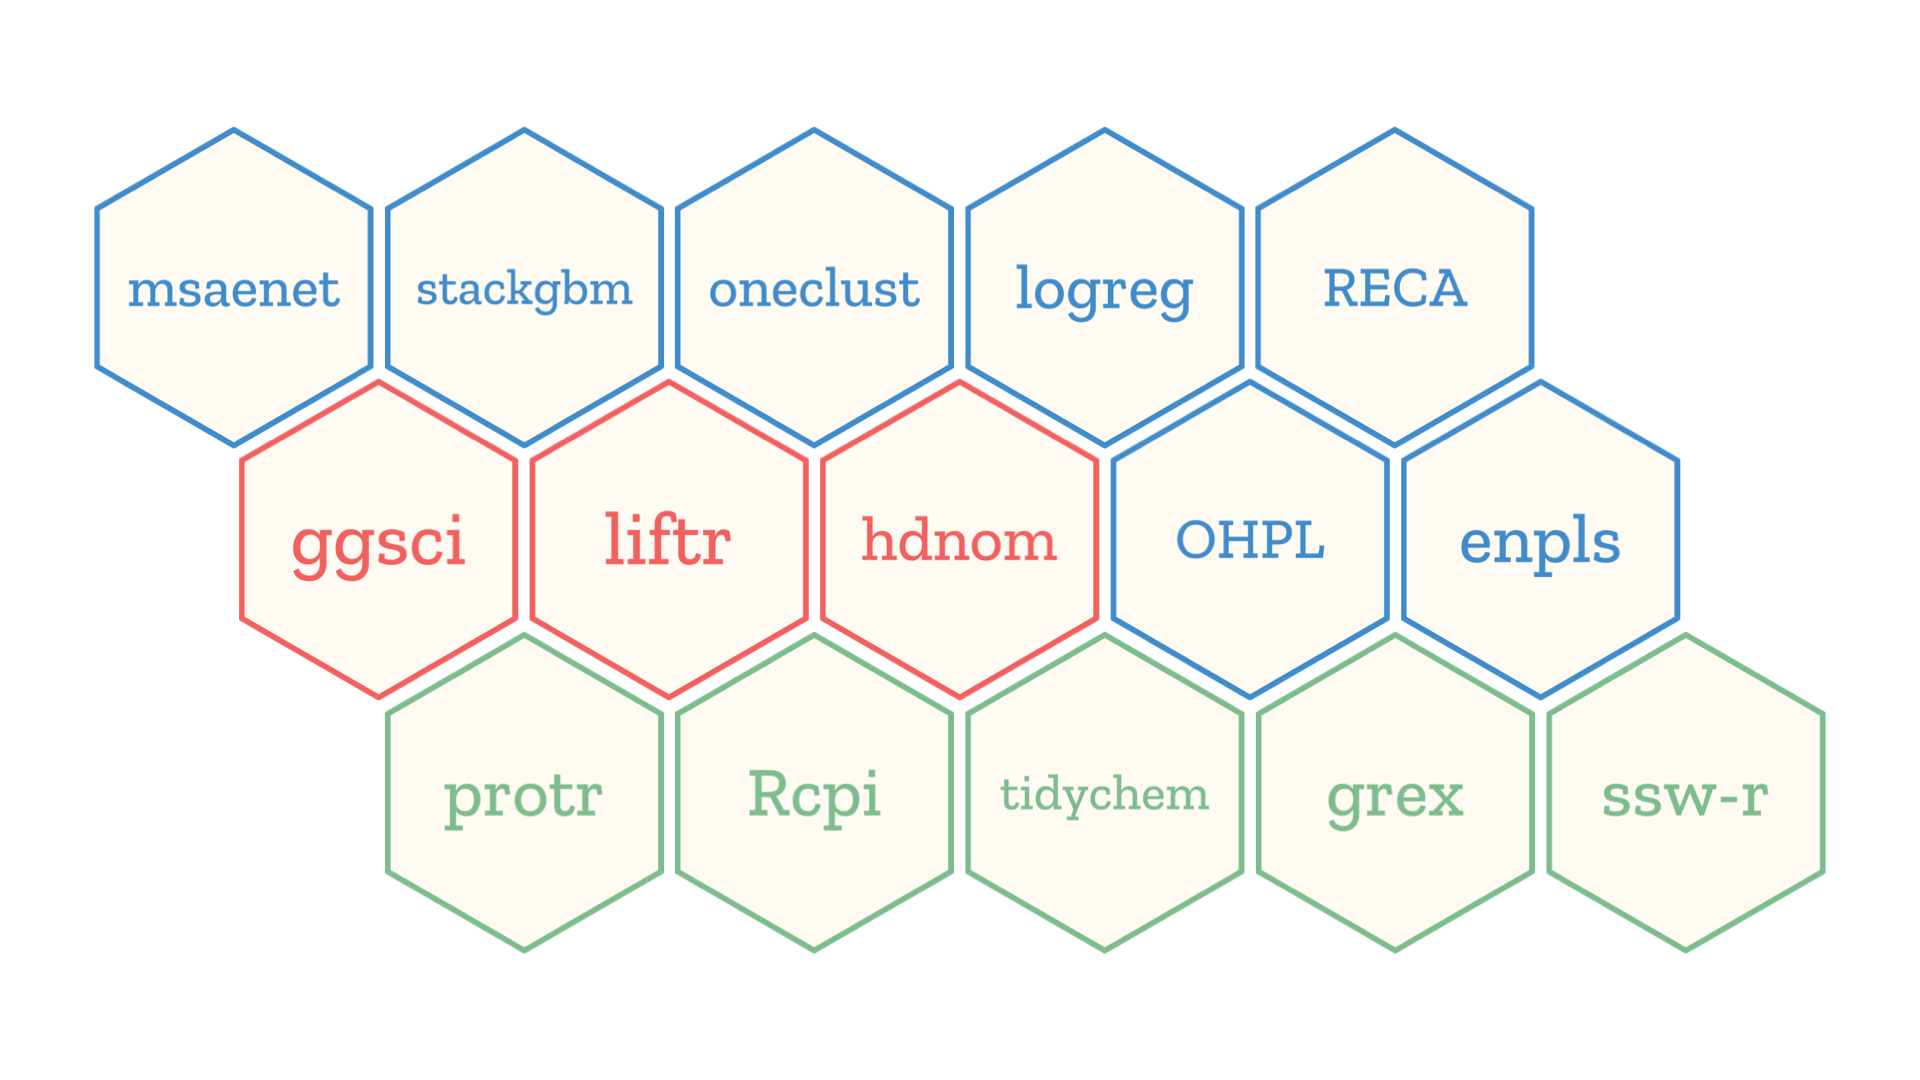 msaenet
stackgbm
oneclust
logreg
RECA
ggsci
liftr
hdnom
OHPL
enpls
protr
Rcpi
tidychem
grex
ssw-r